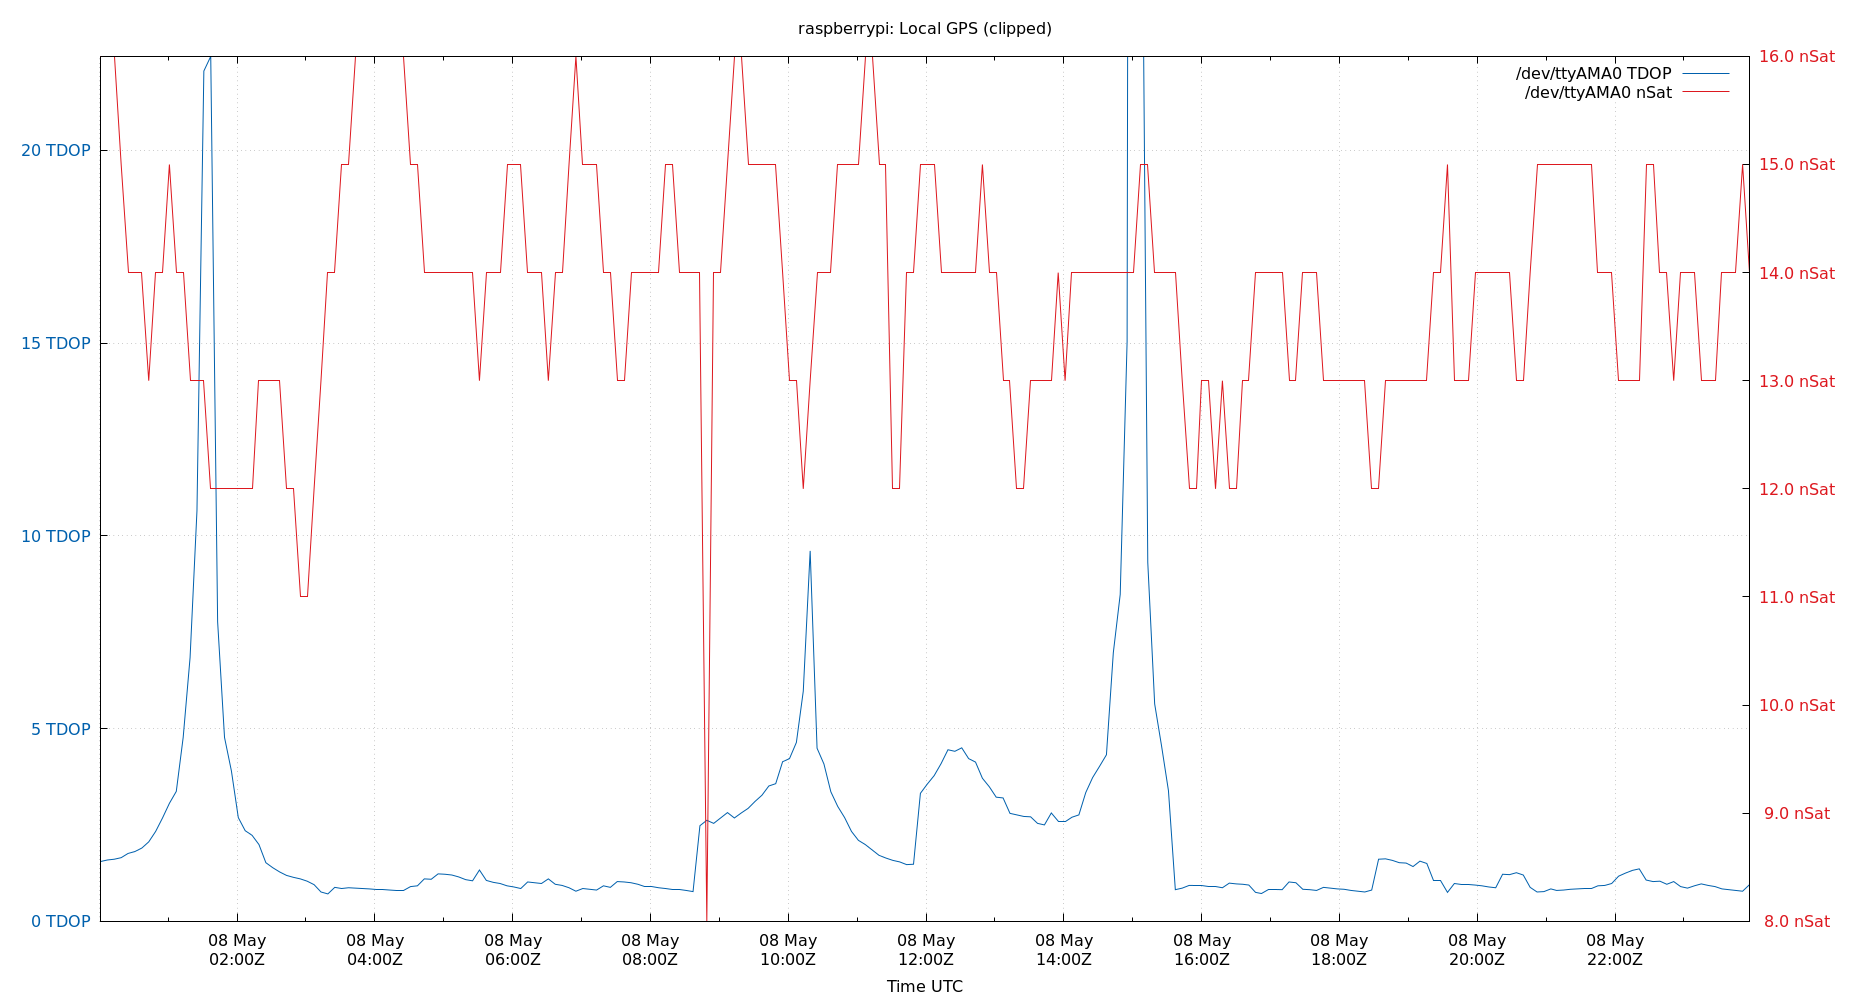 raspberrypi: Local GPS (clipped)
/dev/ttyAMA0 TDOP
/dev/ttyAMA0 nSat
20 TDOP
15 TDOP
10 TDOP
5 TDOP
0 TDOP
16.0 nSat
15.0 nSat
14.0 nSat
13.0 nSat
12.0 nSat
11.0 nSat
10.0 nSat
9.0 nSat
8.0 nSat
08 May
02:00Z
08 May
04:00Z
08 May
06:00Z
08 May
08:00Z
08 May
10:00Z
08 May
12:00Z
08 May
14:00Z
08 May
16:00Z
08 May
18:00Z
08 May
20:00Z
08 May
22:00Z
Time UTC